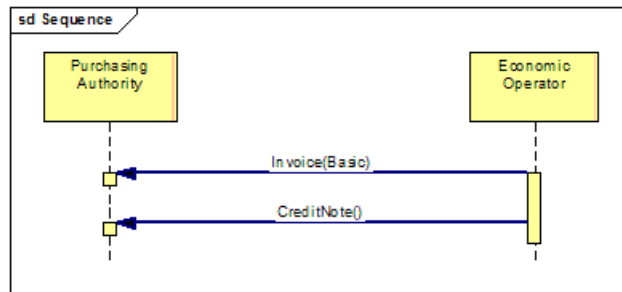 sd Sequence
Purchasing
Authority
Economic
Operator
Invoice(Basic)
CreditNote()